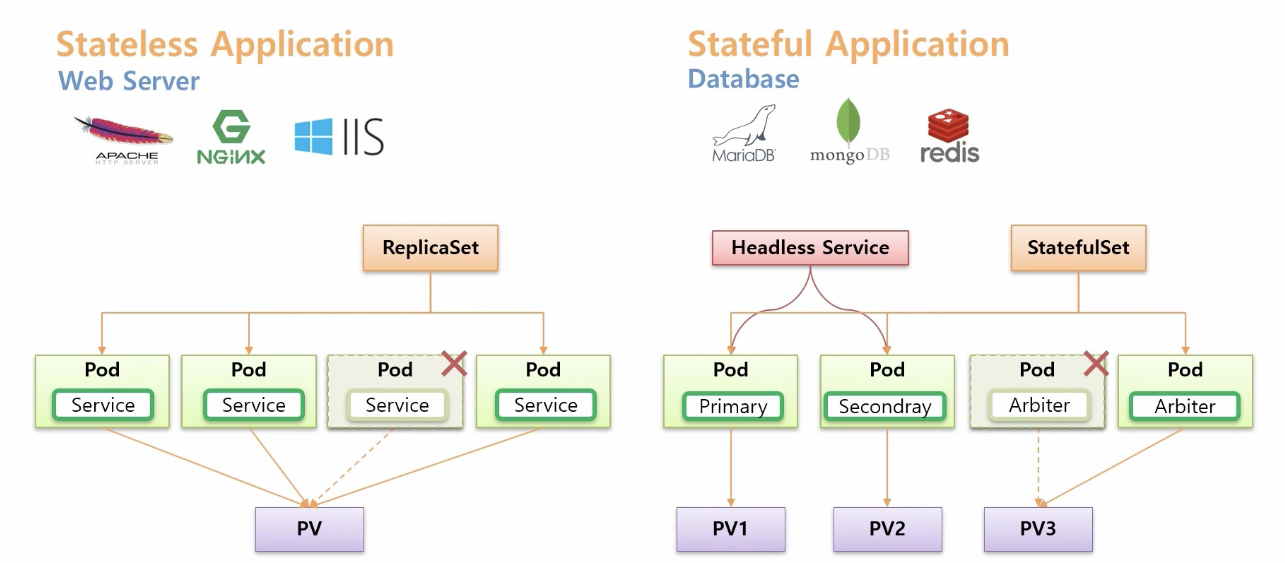 Stateless Application
Web Server
APACHE
HTTP SERVER
NGiNX
IIS
ReplicaSet
Pod
Service
Pod
Service
Pod
Service
Pod
Service
PV
Stateful Application
Database
MariaDB
mongoDB
redis
Headless Service
StatefulSet
Pod
Primary
Pod
Secondray
Pod
Arbiter
Pod
Arbiter
PV1
PV2
PV3